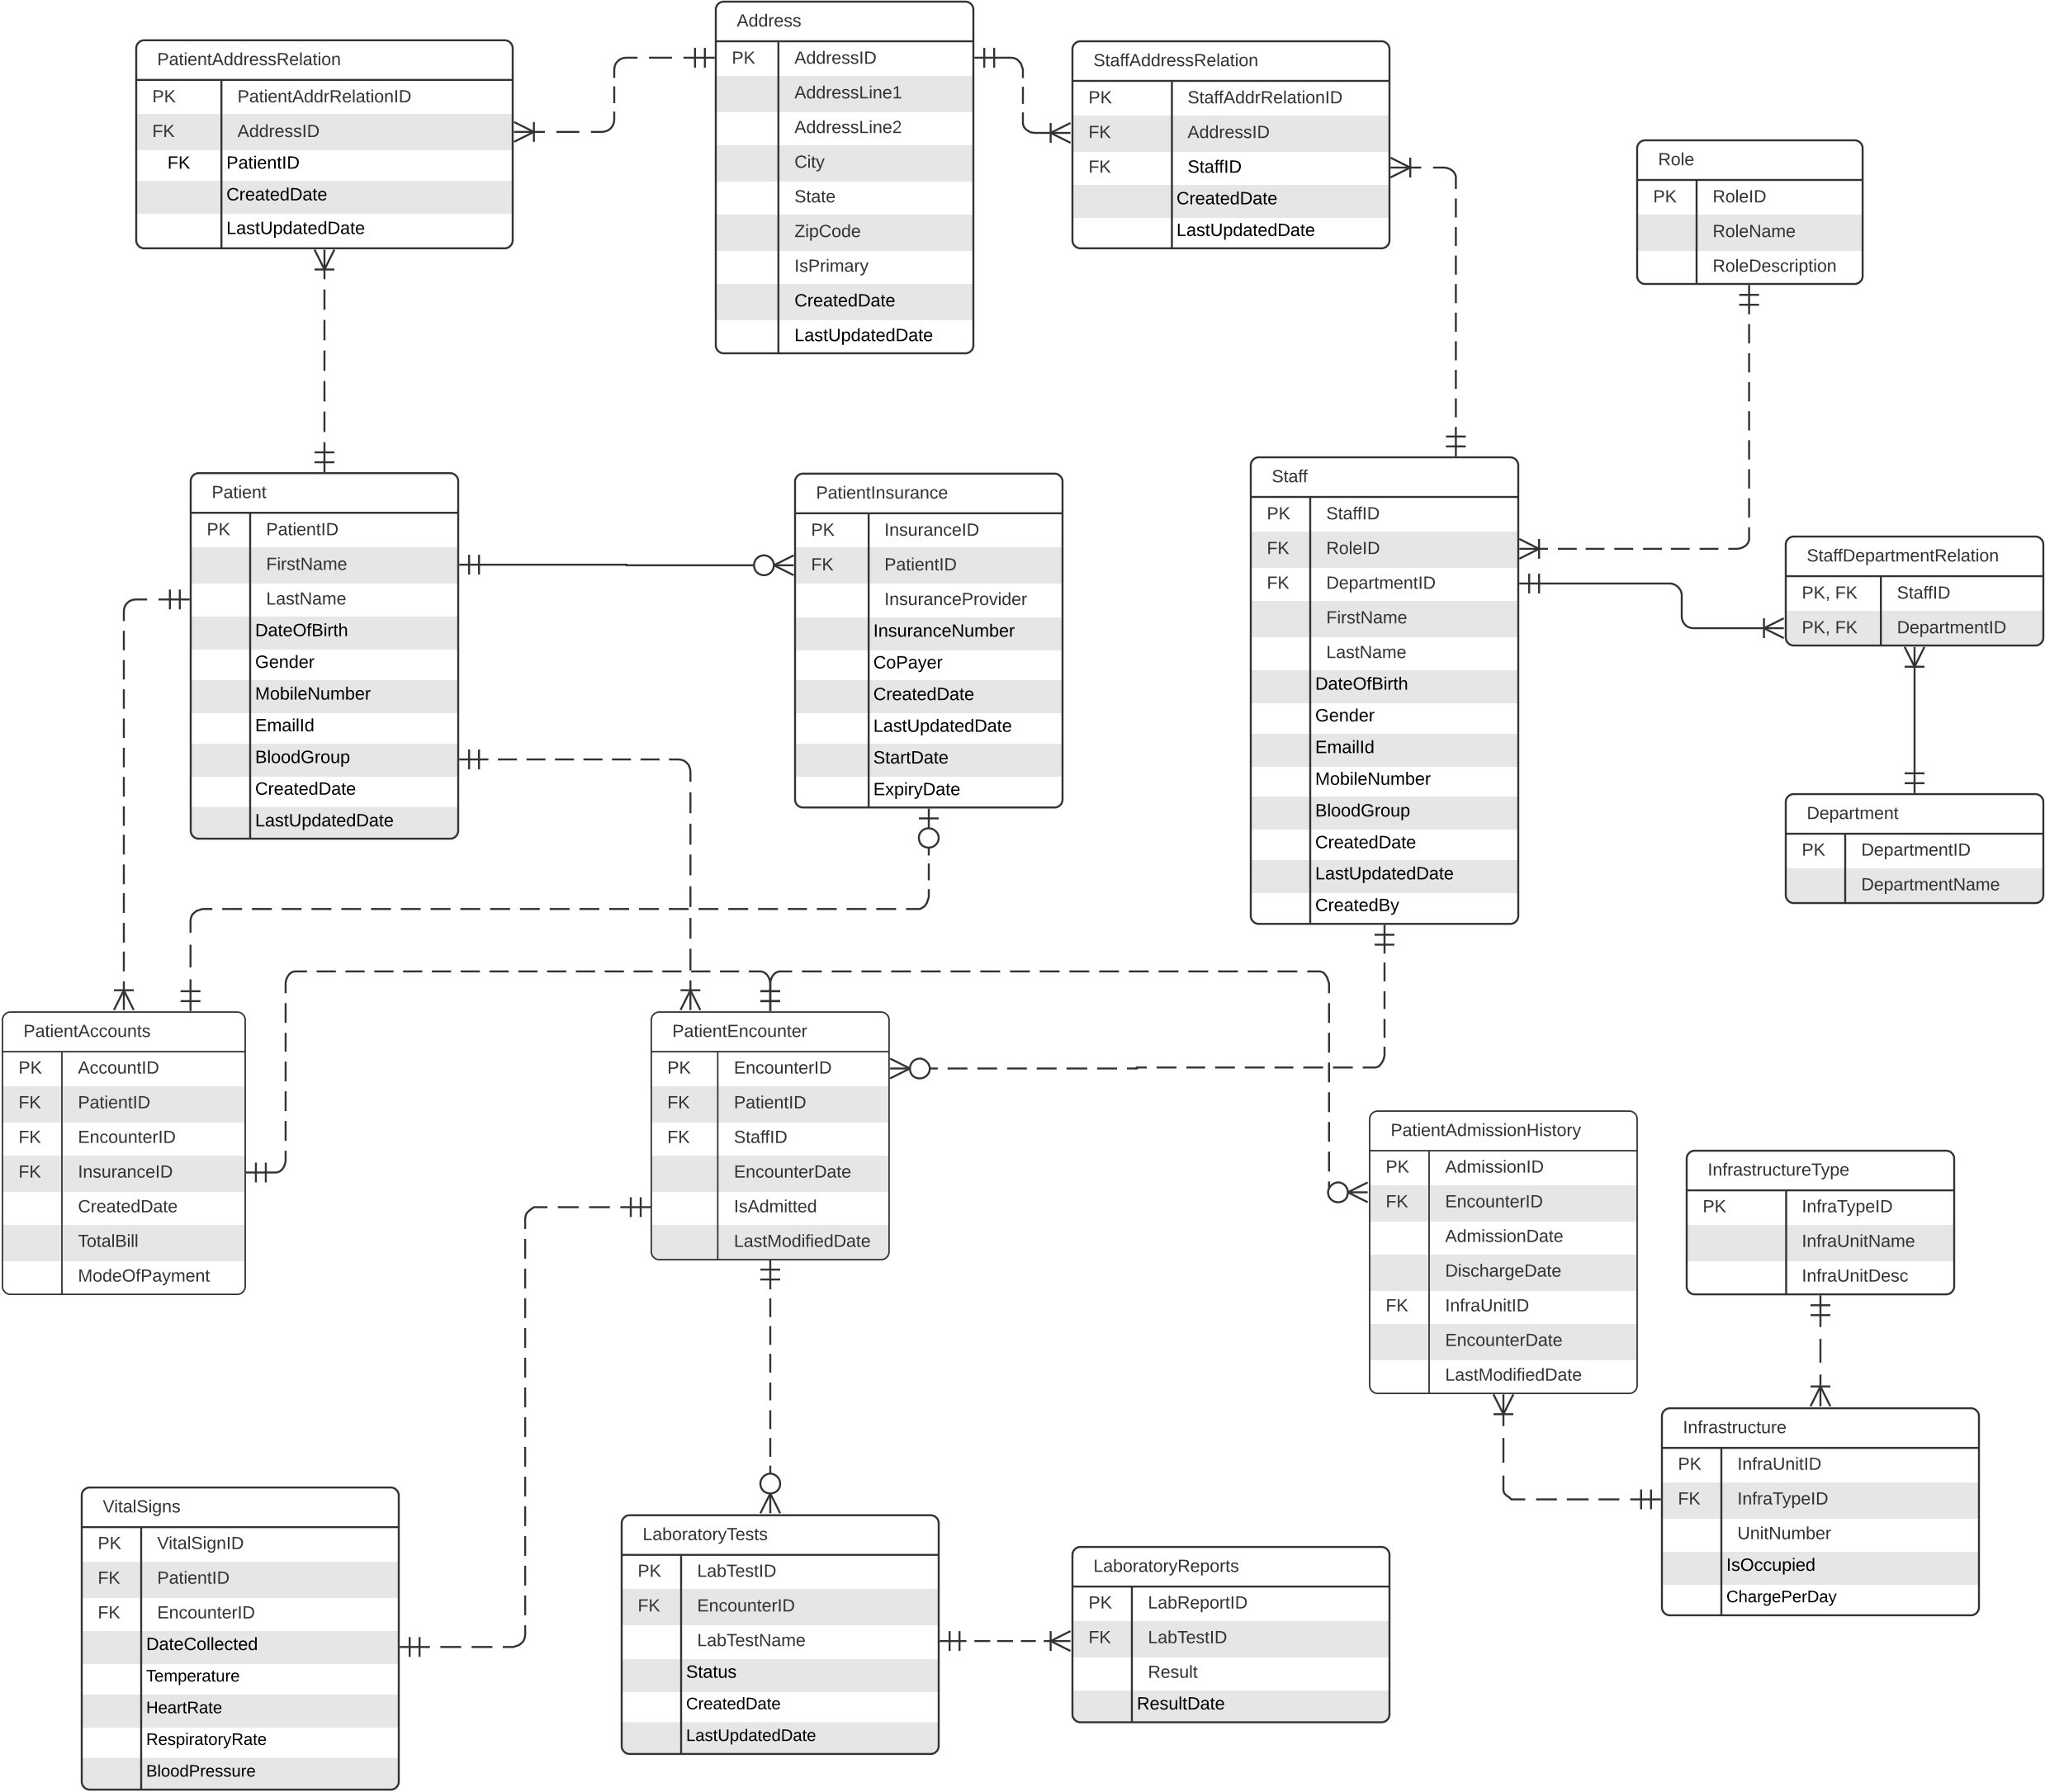 Address
PK AddressID
AddressLine1
AddressLine2
City
State
ZipCode
IsPrimary
CreatedDate
LastUpdatedDate
PatientAddressRelation
PK PatientAddrRelationID
FK AddressID
FK PatientID
CreatedDate
LastUpdatedDate
StaffAddressRelation
PK StaffAddrRelationID
FK AddressID
FK StaffID
CreatedDate
LastUpdatedDate
Role
PK RoleID
RoleName
RoleDescription
Patient
PK PatientID
FirstName
LastName
DateOfBirth
Gender
MobileNumber
EmailId
BloodGroup
CreatedDate
LastUpdatedDate
PatientInsurance
PK InsuranceID
FK PatientID
InsuranceProvider
InsuranceNumber
CoPayer
CreatedDate
LastUpdatedDate
StartDate
ExpiryDate
Staff
PK StaffID
FK RoleID
FK DepartmentID
FirstName
LastName
DateOfBirth
Gender
EmailId
MobileNumber
BloodGroup
CreatedDate
LastUpdatedDate
CreatedBy
StaffDepartmentRelation
PK, FK StaffID
PK, FK DepartmentID
Department
PK DepartmentID
DepartmentName
PatientAccounts
PK AccountID
FK PatientID
FK EncounterID
FK InsuranceID
CreatedDate
TotalBill
ModeOfPayment
PatientEncounter
PK EncounterID
FK PatientID
FK StaffID
EncounterDate
IsAdmitted
LastModifiedDate
PatientAdmissionHistory
PK AdmissionID
FK EncounterID
AdmissionDate
DischargeDate
FK InfraUnitID
EncounterDate
LastModifiedDate
InfrastructureType
PK InfraTypeID
InfraUnitName
InfraUnitDesc
Infrastructure
PK InfraUnitID
FK InfraTypeID
UnitNumber
IsOccupied
ChargePerDay
VitalSigns
PK VitalSignID
FK PatientID
FK EncounterID
DateCollected
Temperature
HeartRate
RespiratoryRate
BloodPressure
LaboratoryTests
PK LabTestID
FK EncounterID
LabTestName
Status
CreatedDate
LastUpdatedDate
LaboratoryReports
PK LabReportID
FK LabTestID
Result
ResultDate